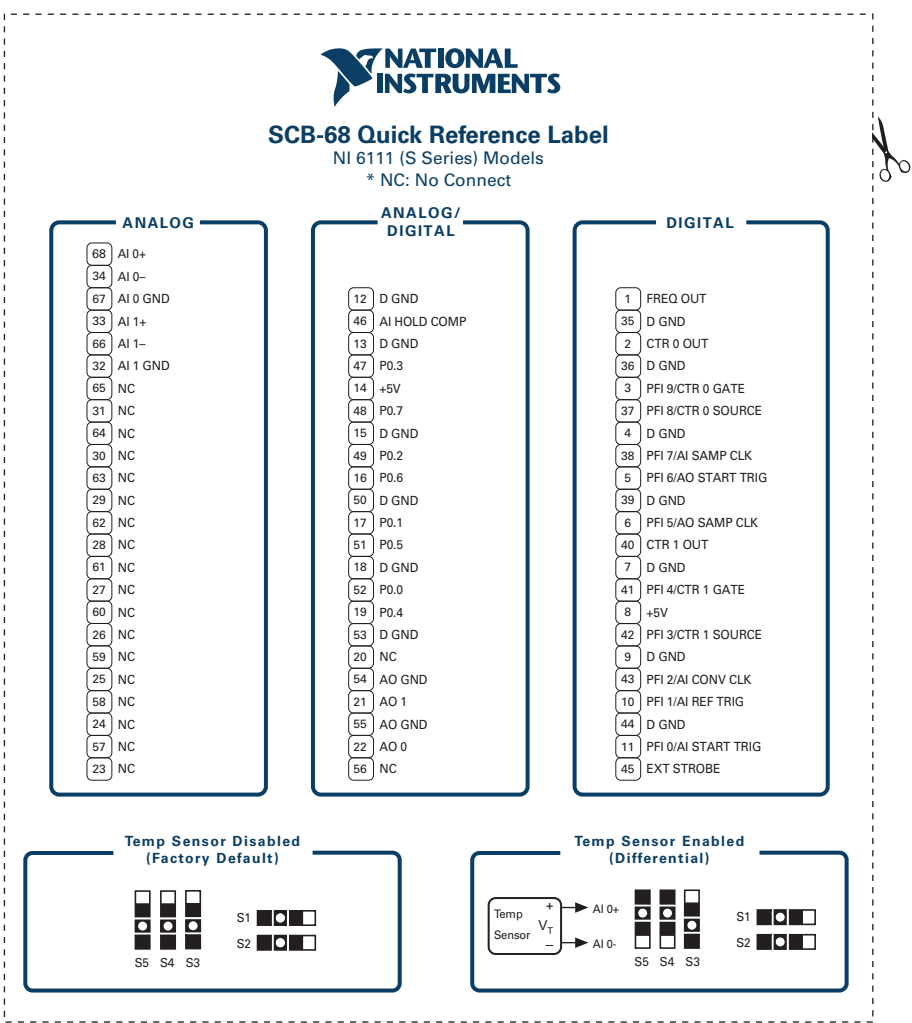 NATIONAL
INSTRUMENTS
SCB-68 Quick Reference Label
NI 6111 (S Series) Models
* NC: No Connect
ANALOG
68 AI 0+
34 AI 0–
67 AI 0 GND
33 AI 1+
66 AI 1–
32 AI 1 GND
65 NC
31 NC
64 NC
30 NC
63 NC
29 NC
62 NC
28 NC
61 NC
27 NC
60 NC
26 NC
59 NC
25 NC
58 NC
24 NC
57 NC
23 NC
ANALOG/
DIGITAL
12 D GND
46 AI HOLD COMP
13 D GND
47 P0.3
14 +5V
48 P0.7
15 D GND
49 P0.2
16 P0.6
50 D GND
17 P0.1
51 P0.5
18 D GND
52 P0.0
19 P0.4
53 D GND
20 NC
54 AO GND
21 AO 1
55 AO GND
22 AO 0
56 NC
DIGITAL
1 FREQ OUT
35 D GND
2 CTR 0 OUT
36 D GND
3 PFI 9/CTR 0 GATE
37 PFI 8/CTR 0 SOURCE
4 D GND
38 PFI 7/AI SAMP CLK
5 PFI 6/AO START TRIG
39 D GND
6 PFI 5/AO SAMP CLK
40 CTR 1 OUT
7 D GND
41 PFI 4/CTR 1 GATE
8 +5V
42 PFI 3/CTR 1 SOURCE
9 D GND
43 PFI 2/AI CONV CLK
10 PFI 1/AI REF TRIG
44 D GND
11 PFI 0/AI START TRIG
45 EXT STROBE
Temp Sensor Disabled
(Factory Default)
S1
S2
S5 S4 S3
Temp Sensor Enabled
(Differential)
Temp
Sensor
+
VT
–
AI 0+
AI 0-
S5 S4 S3
S1
S2